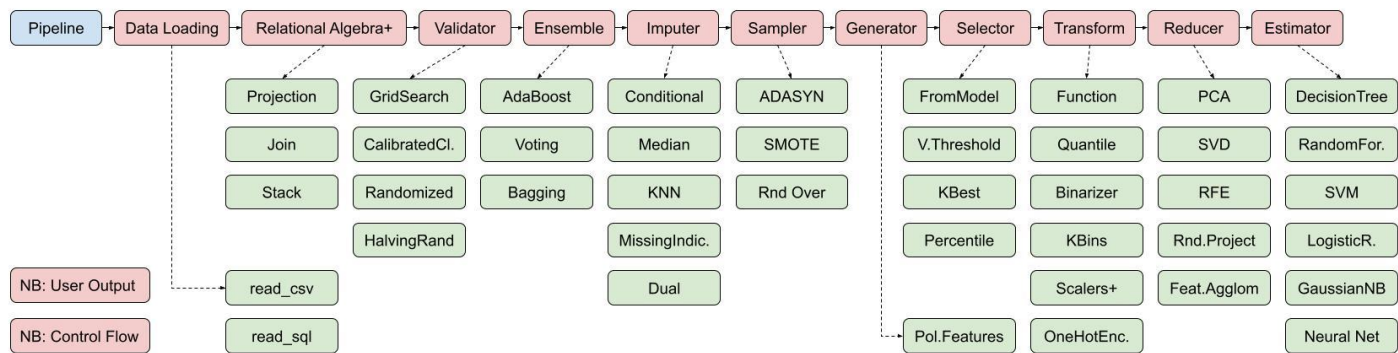 Pipeline
Data Loading
Relational Algebra+
Validator
Ensemble
Imputer
Sampler
Generator
Selector
Transform
Reducer
Estimator
Projection
GridSearch
AdaBoost
Conditional
ADASYN
FromModel
Function
PCA
DecisionTree
Join
CalibratedCl.
Voting
Median
SMOTE
V.Threshold
Quantile
SVD
RandomFor.
Stack
Randomized
Bagging
KNN
Rnd Over
KBest
Binarizer
RFE
SVM
HalvingRand
MissingIndic.
Percentile
KBins
Rnd.Project
LogisticR.
NB: User Output
read_csv
Dual
Scalers+
Feat.Agglom
GaussianNB
NB: Control Flow
read_sql
Pol.Features
OneHotEnc.
Neural Net